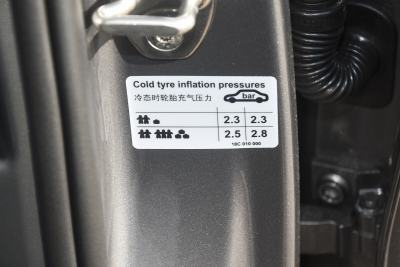 Cold tyre inflation pressures
冷态时轮胎充气压力
bar
2.3 2.3
2.5 2.8
18C 010 000